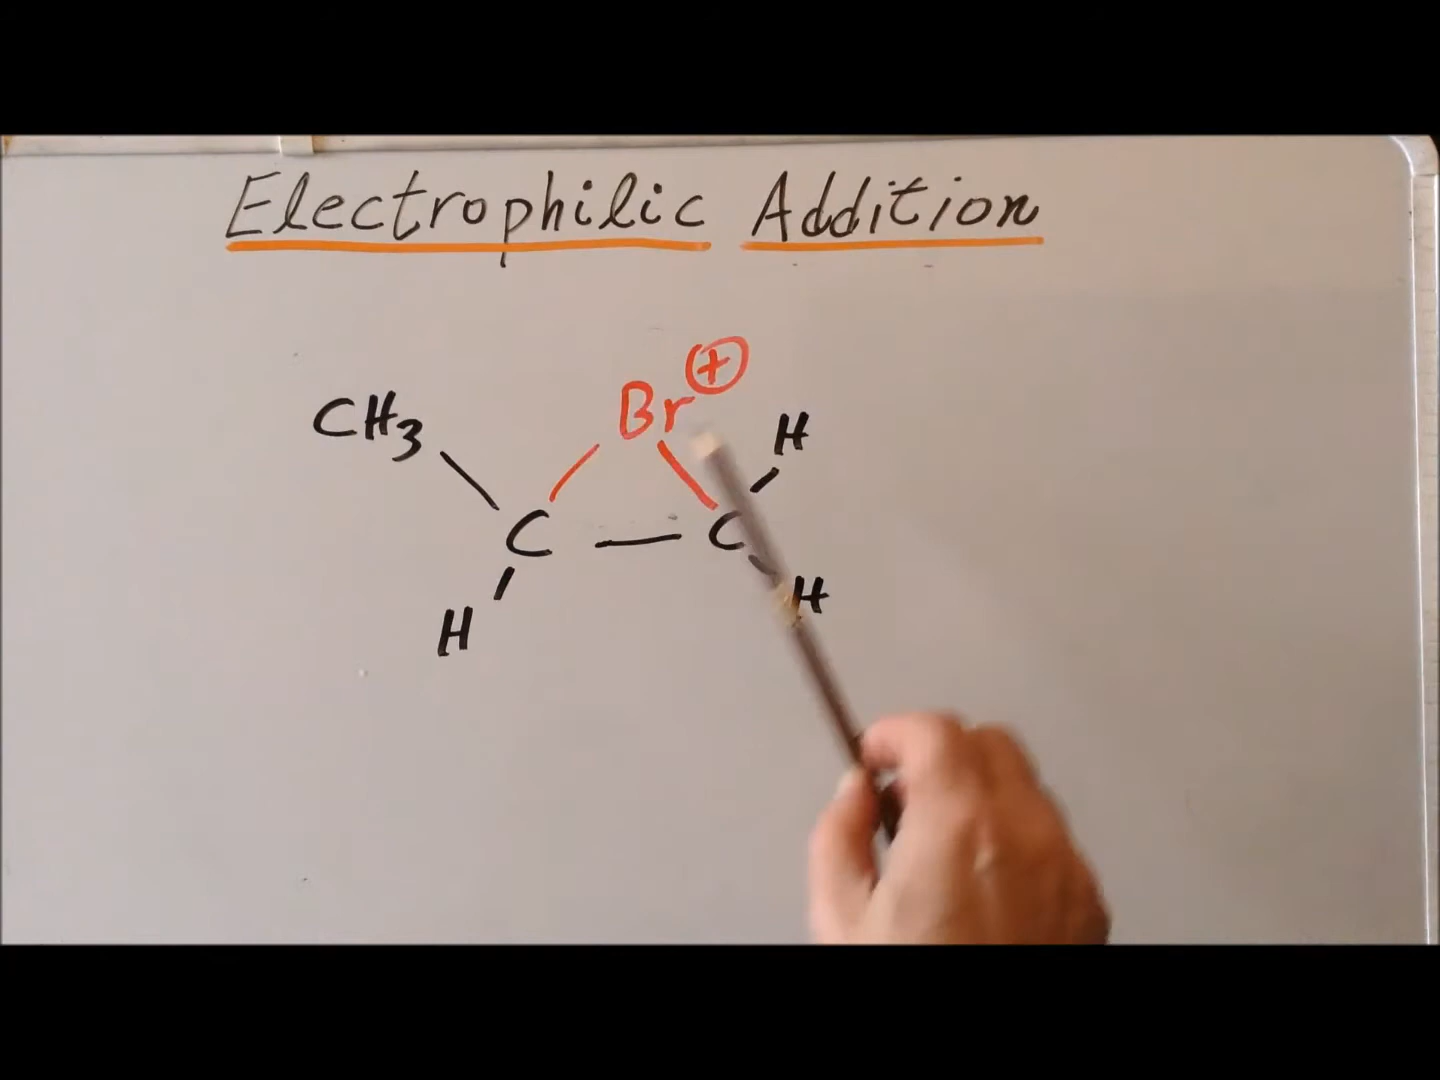 Electrophilic Addition
Br⊕
CH3 H
C — C
H H